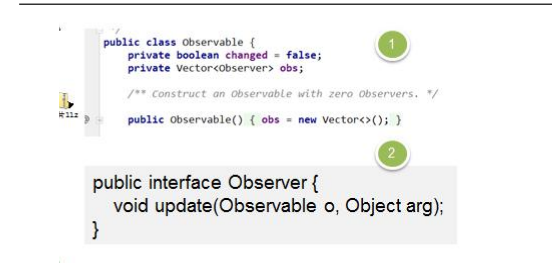 */
public class Observable {
private boolean changed = false;
private Vector<Observer> obs;
/** Construct an Observable with zero Observers. */
public Observable() { obs = new Vector<>(); }
1
2
public interface Observer {
void update(Observable o, Object arg);
}